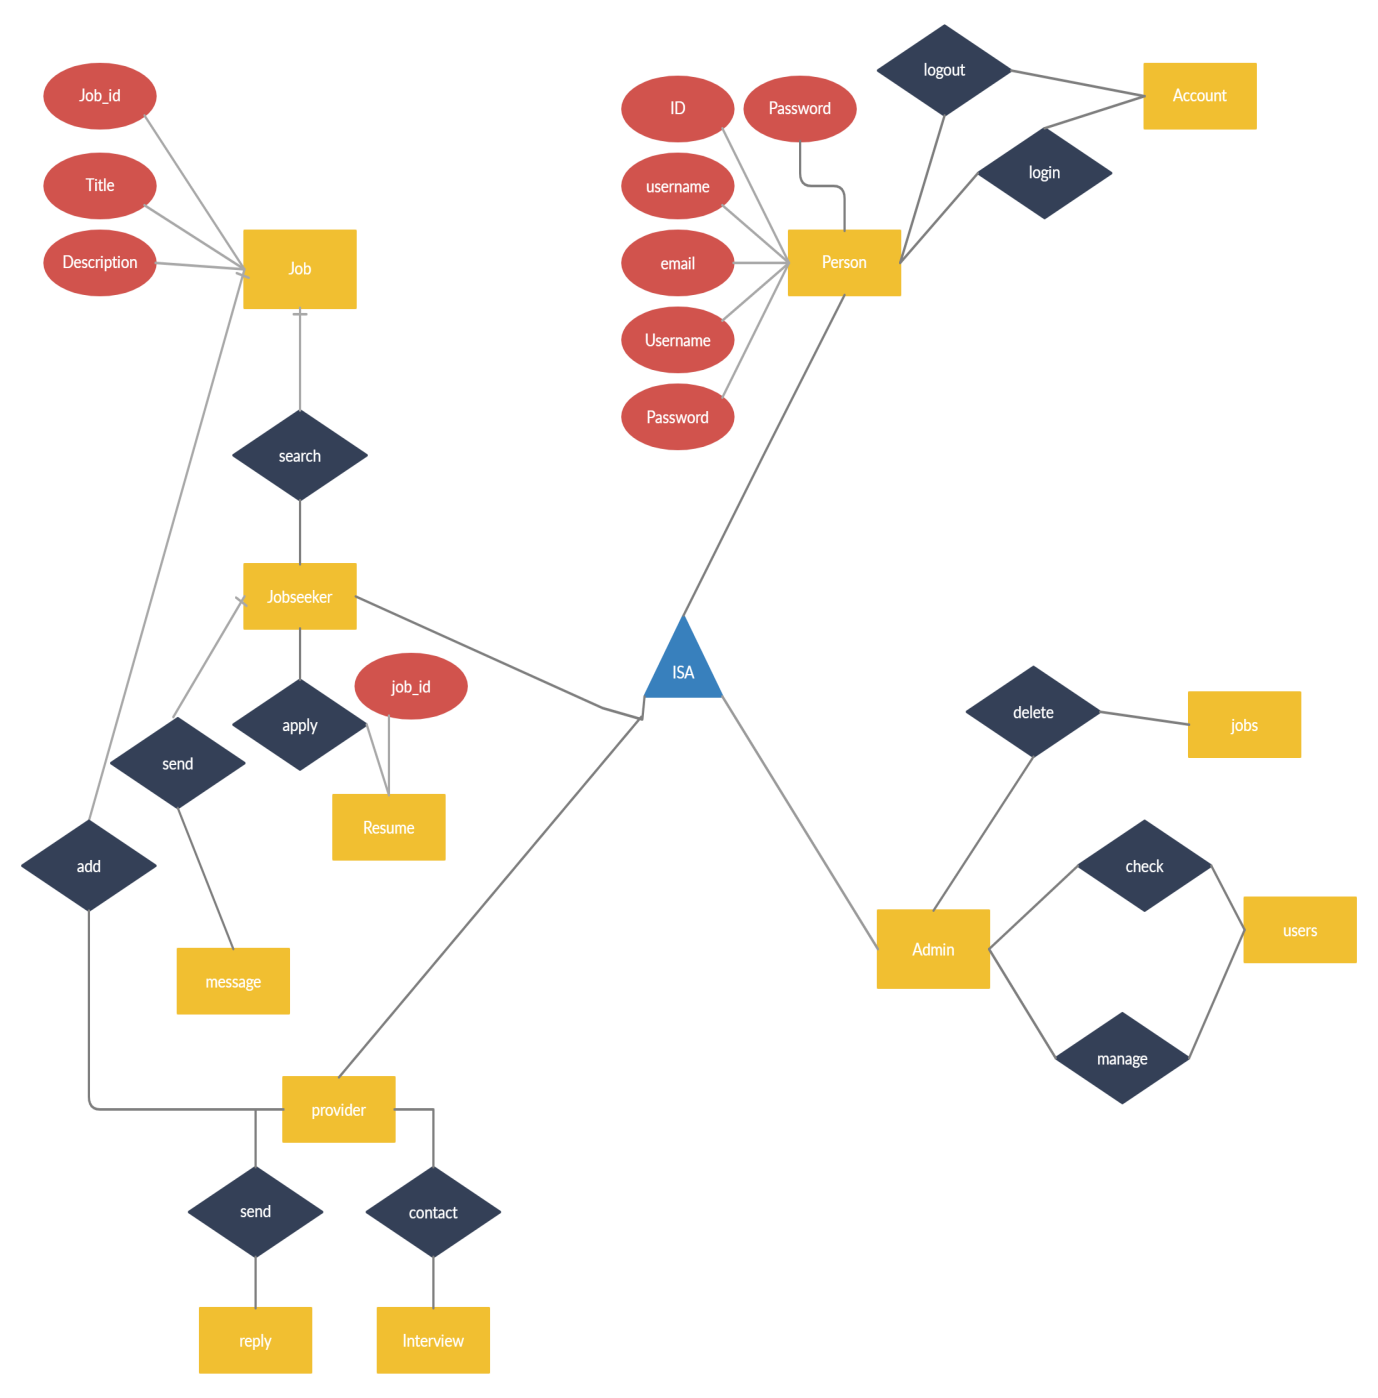 logout
Account
Job_id
ID
Password
login
Title
username
Description
Job
email
Person
Username
Password
search
Jobseeker
ISA
job_id
apply
send
delete
jobs
Resume
add
check
users
Admin
message
manage
provider
send
contact
reply
Interview